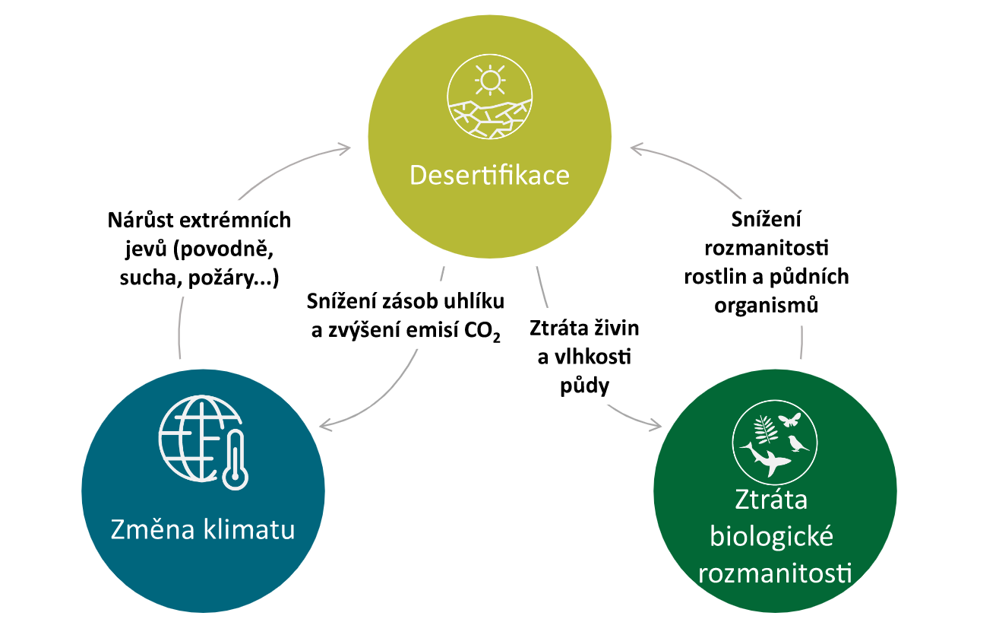 Desertifikace
Nárůst extrémních
jevů (povodně,
sucha, požáry...)
Snížení zásob uhlíku
a zvýšení emisí CO₂
Ztráta živin
a vlhkosti
půdy
Snížení
rozmanitosti
rostlin a půdních
organismů
Změna klimatu
Ztráta
biologické
rozmanitosti